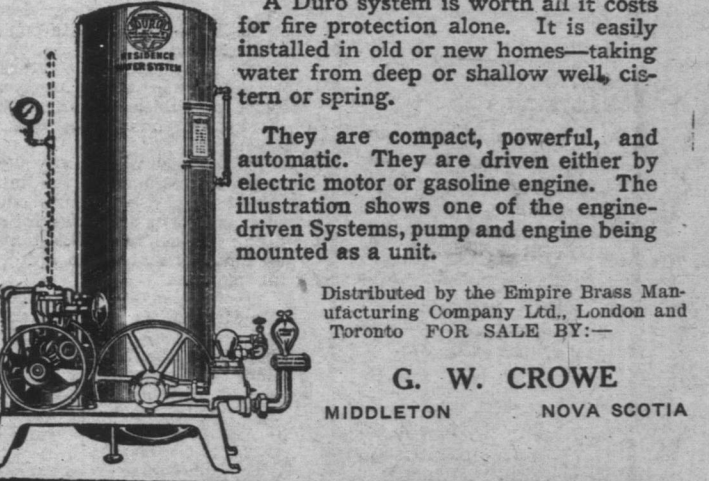 DURO
RESIDENCE
WATER SYSTEM
A Duro system is worth all it costs
for fire protection alone. It is easily
installed in old or new homes—taking
water from deep or shallow well, cis-
tern or spring.
They are compact, powerful, and
automatic. They are driven either by
electric motor or gasoline engine. The
illustration shows one of the engine-
driven Systems, pump and engine being
mounted as a unit.
Distributed by the Empire Brass Man-
ufacturing Company Ltd., London and
Toronto FOR SALE BY:—
G. W. CROWE
MIDDLETON NOVA SCOTIA